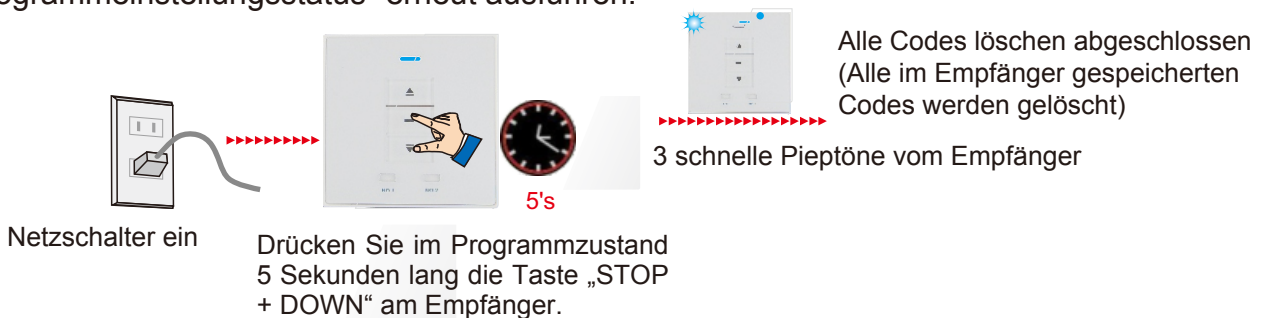 ogrammeinstellungsstatus“ erneut ausführen.
Alle Codes löschen abgeschlossen
(Alle im Empfänger gespeicherten
Codes werden gelöscht)
3 schnelle Pieptöne vom Empfänger
5's
Netzschalter ein
Drücken Sie im Programmzustand
5 Sekunden lang die Taste „STOP
+ DOWN“ am Empfänger.